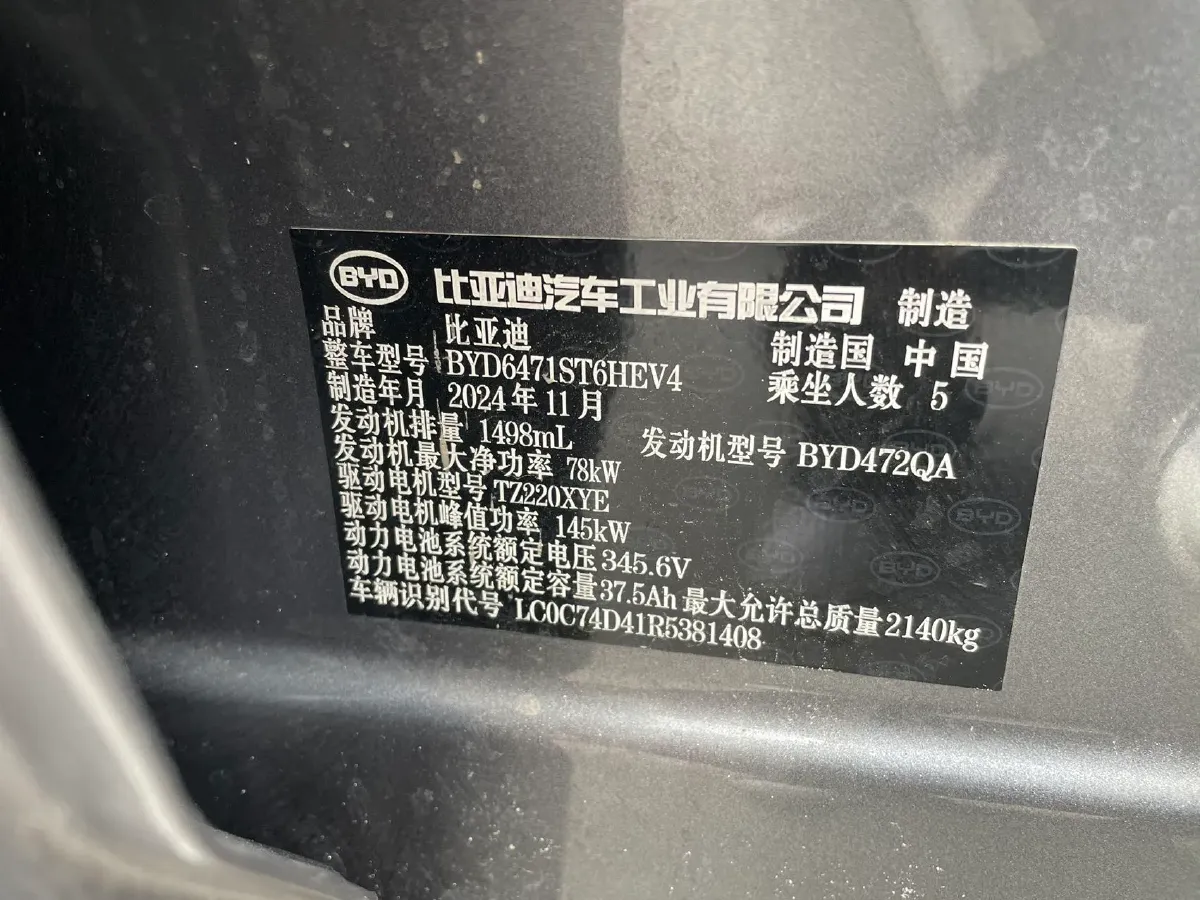 BYD 比亚迪汽车工业有限公司 制造
品牌 比亚迪 制造国 中国
整车型号 BYD6471ST6HEV4 乘坐人数 5
制造年月 2024年11月
发动机排量 1498mL 发动机型号 BYD472QA
发动机最大净功率 78kW
驱动电机型号 TZ220XYE
驱动电机峰值功率 145kW
动力电池系统额定电压 345.6V
动力电池系统额定容量 37.5Ah 最大允许总质量 2140kg
车辆识别代号 LC0C74D41R5381408